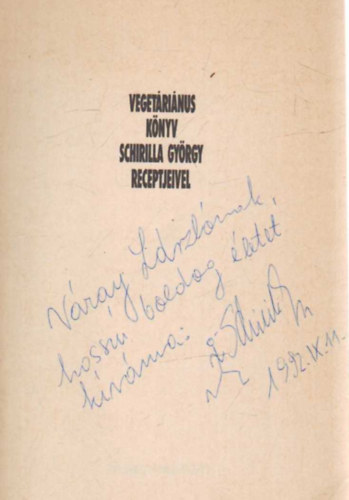 VEGETÁRIÁNUS
KÖNYV
SCHIRILLA GYÖRGY
RECEPTJEIVEL
Váray Lászlónak,
hosszú boldog életet
kívánva:
1992.IX.11.